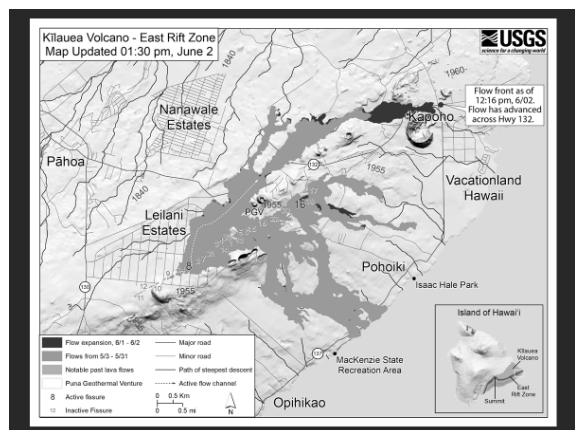 Kīlauea Volcano - East Rift Zone
Map Updated 01:30 pm, June 2
USGS
science for a changing world
1840
1960
Flow front as of
12:16 pm, 6/02.
Flow has advanced
across Hwy 132.
Nanawale
Estates
Kapoho
Pāhoa
132
1955
Vacationland
Hawaii
1840
Leilani
Estates
1955
16
PGV
8
Pohoiki
Isaac Hale Park
130
1955
Island of Hawai'i
Kīlauea
Volcano
East
Rift Zone
Summit
Flow expansion, 6/1 - 6/2
Flows from 5/3 - 5/31
Notable past lava flows
Puna Geothermal Venture
8 Active fissure
12 Inactive Fissure
Major road
Minor road
Path of steepest descent
Active flow channel
0 0.5 Km
0 0.5 mi
N
137
MacKenzie State
Recreation Area
Opihikao